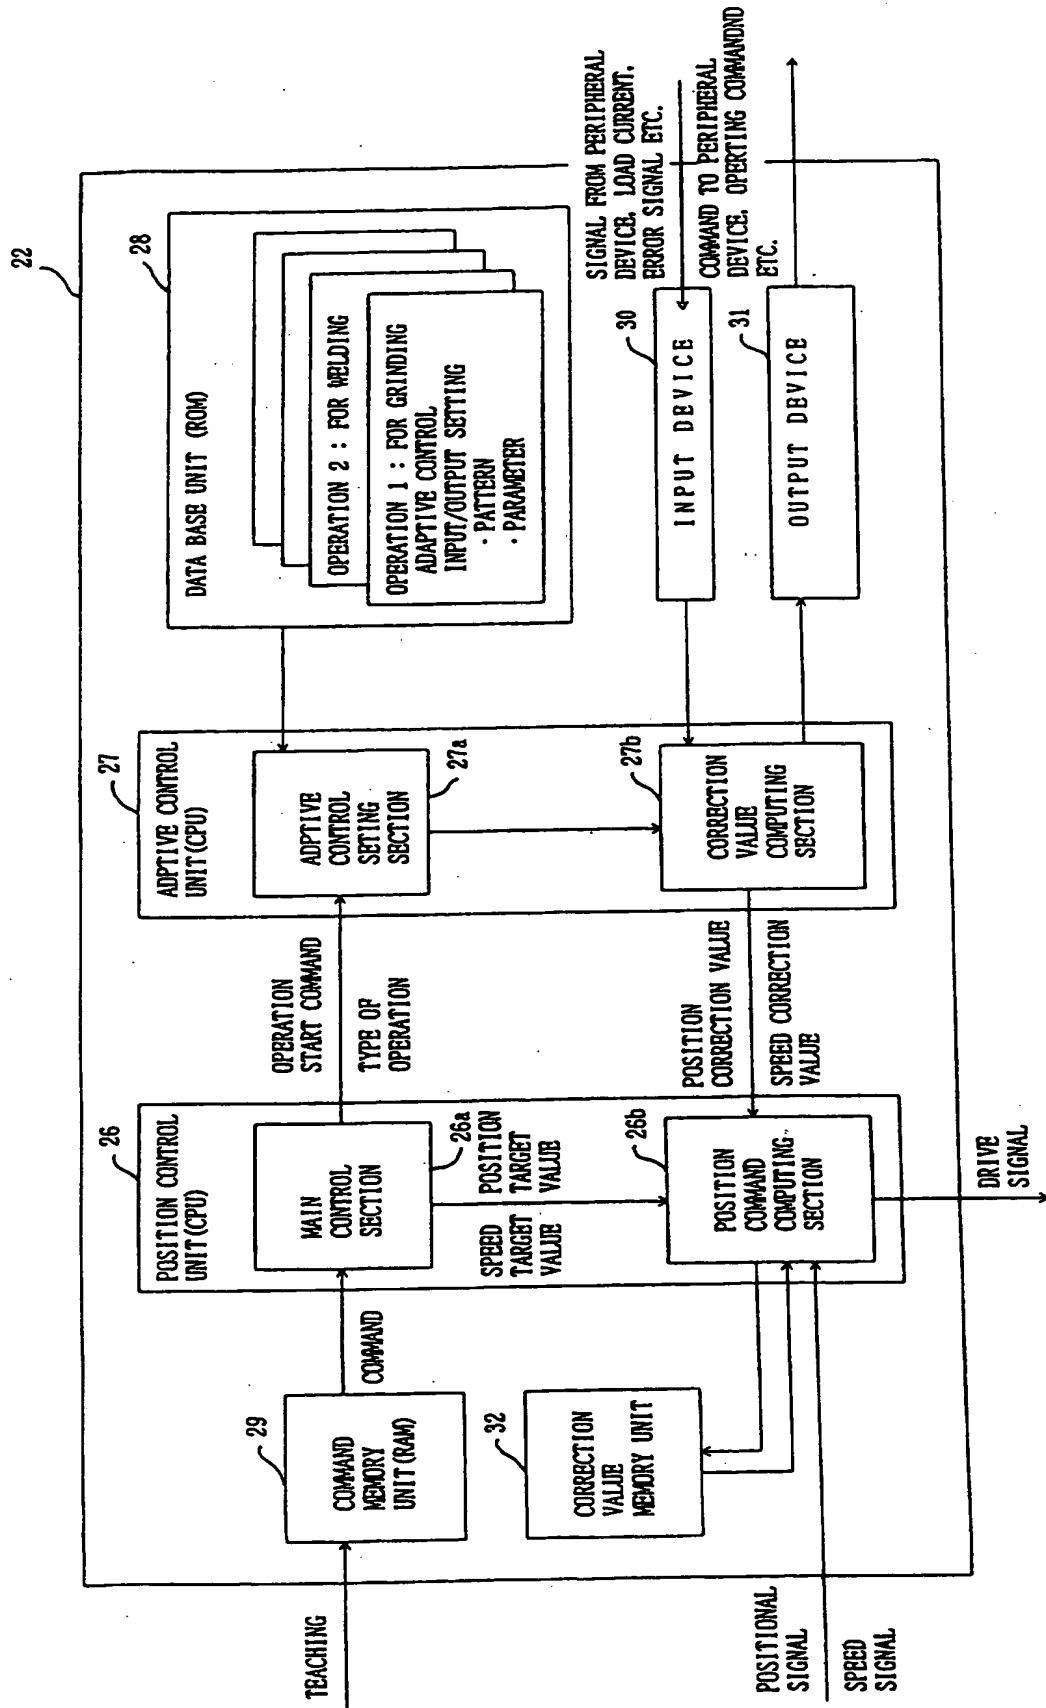 22
28
DATA BASE UNIT (ROM)
OPERATION 2 : FOR WELDING
OPERATION 1 : FOR GRINDING
ADAPTIVE CONTROL
INPUT/OUTPUT SETTING
· PATTERN
· PARAMETER
SIGNAL FROM PERIPHERAL
DEVICE, LOAD CURRENT,
ERROR SIGNAL ETC.
30
INPUT DEVICE
COMMAND TO PERIPHERAL
DEVICE, OPERTING COMMANDND
ETC.
31
OUTPUT DEVICE
27
ADPTIVE CONTROL
UNIT(CPU)
ADPTIVE
CONTROL
SETING
SECTION
27a
27b
CORRECTION
VALUE
COMPUTING
SECTION
OPERATION
START COMMAND
TYPE OF
OPERATION
POSITION
CORRECTION VALUE
SPEED CORRECTION
VALUE
26
POSITION CONTROL
UNIT(CPU)
MAIN
CONTROL
SECTION
26a
POSITION
TARGET
VALUE
SPEED
TARGET
VALUE
26b
POSITION
COMMAND
COMPUTING
SECTION
DRIVE
SIGNAL
COMMAND
29
COMMAND
MEMORY
UNIT(RAM)
32
CORRECTION
VALUE
MEMORY UNIT
TEACHING
POSITIONAL
SIGNAL
SPEED
SIGNAL